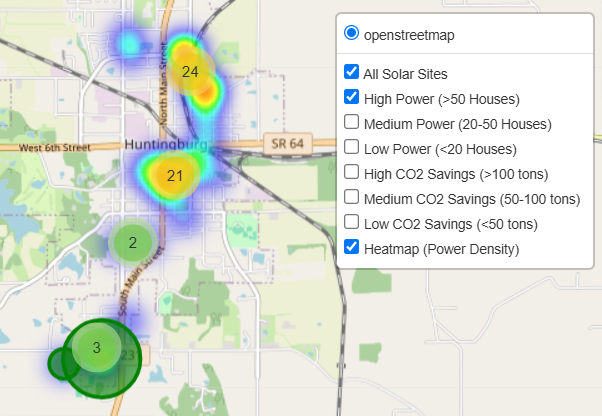 openstreetmap
All Solar Sites
High Power (>50 Houses)
Medium Power (20-50 Houses)
Low Power (<20 Houses)
High CO2 Savings (>100 tons)
Medium CO2 Savings (50-100 tons)
Low CO2 Savings (<50 tons)
Heatmap (Power Density)
North Main Street
24
West 6th Street
Huntingburg
SR 64
21
2
South Main Street
3
23